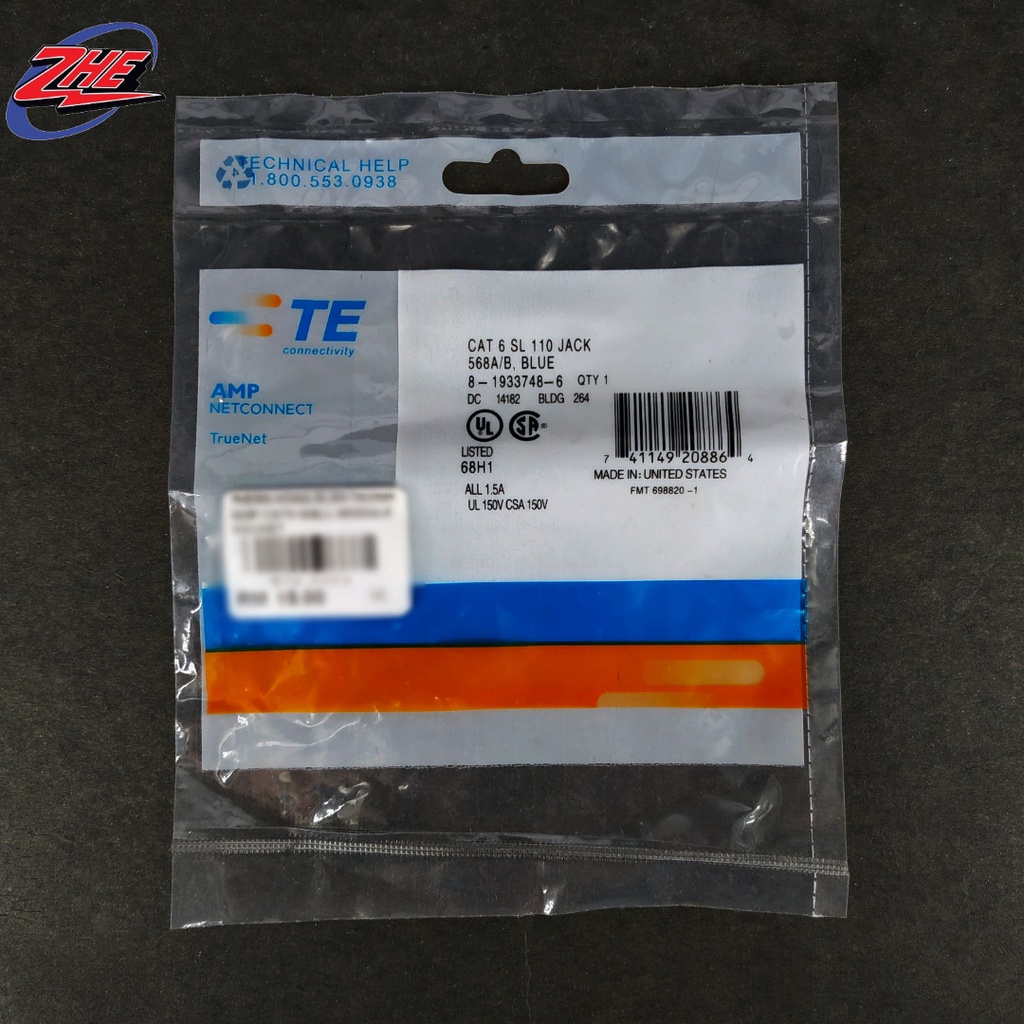 ZHE
TECHNICAL HELP
1.800.553.0938
TE
connectivity
AMP
NETCONNECT
TrueNet
CAT 6 SL 110 JACK
568A/B, BLUE
8-1933748-6 QTY 1
DC 14182 BLDG 264
UL SA ®
LISTED
68H1
7 41149 20886 4
MADE IN: UNITED STATES
FMT 698820-1
ALL 1.5A
UL 150V CSA 150V